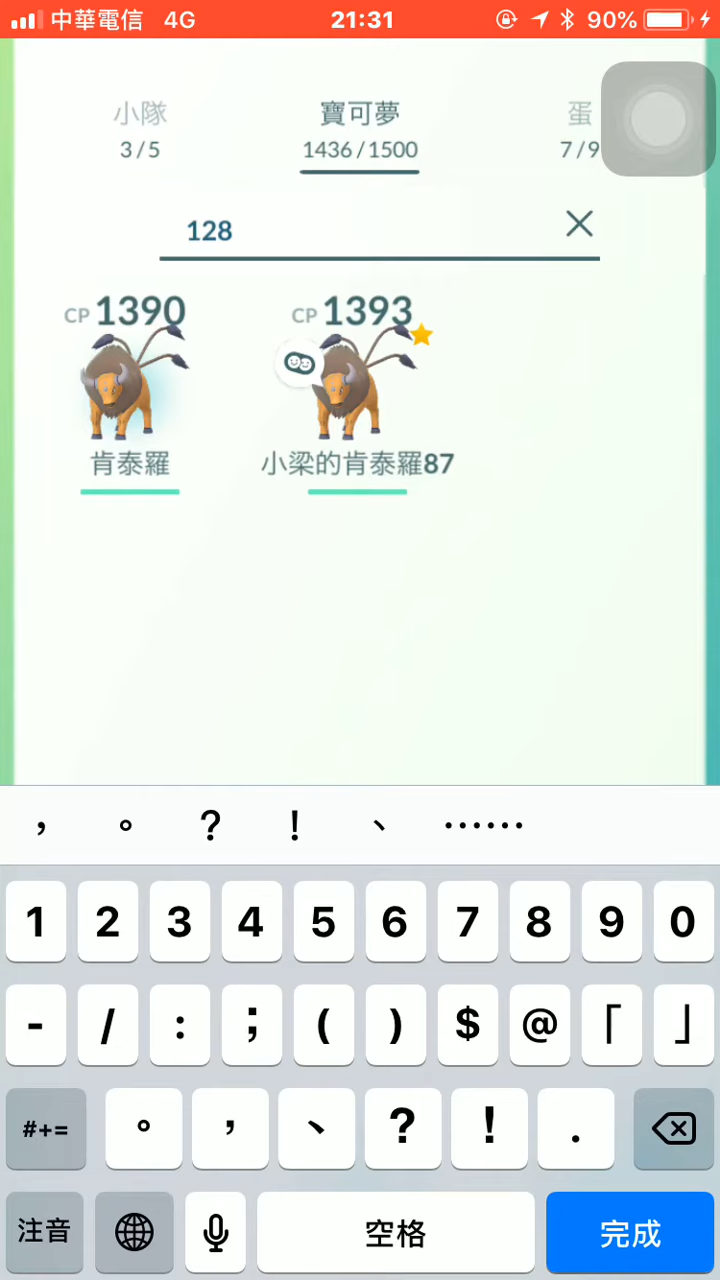 中華電信 4G 21:31 90%
小隊 寶可夢 蛋
3/5 1436/1500 7/9
128
CP 1390 CP 1393
肯泰羅 小梁的肯泰羅87
， 。 ? ! 、 ……
1 2 3 4 5 6 7 8 9 0
- / : ; ( ) $ @ 「 」
#+= 。 ， 、 ? ! .
注音 空格 完成